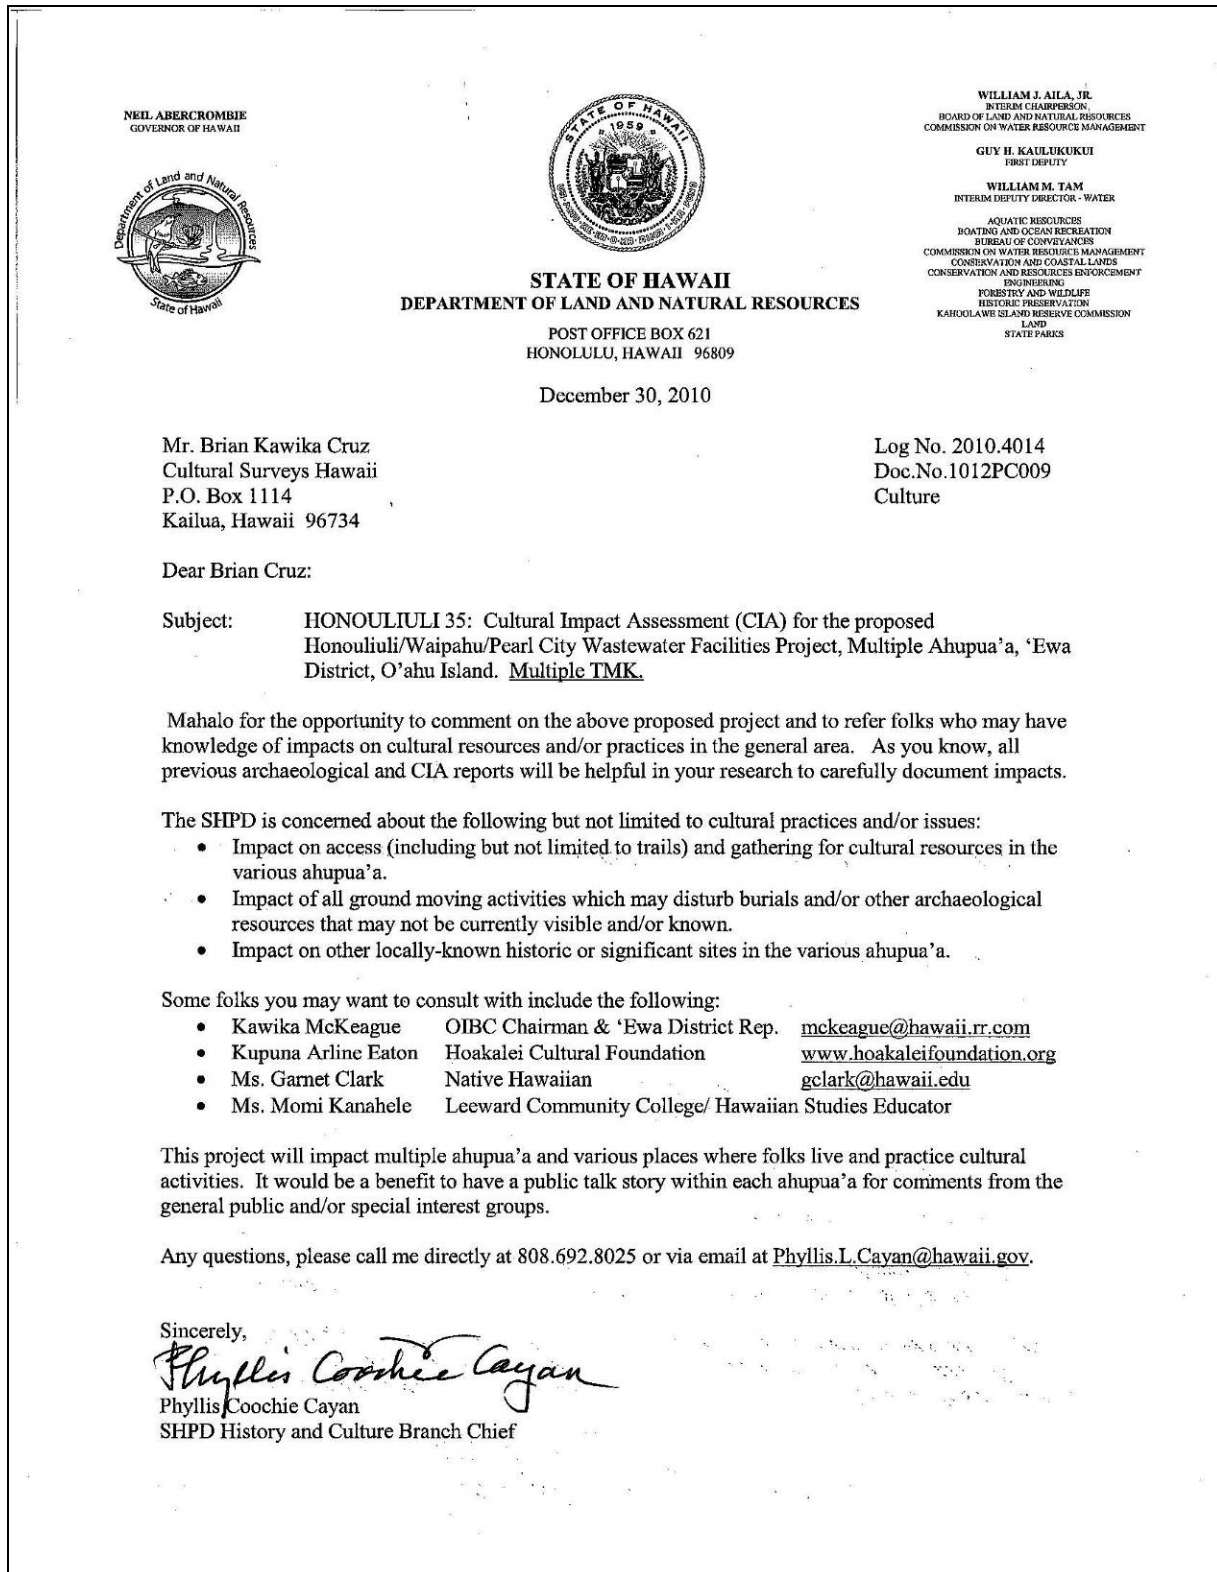 NEIL ABERCROMBIE
GOVERNOR OF HAWAII
Department of Land and Natural Resources
State of Hawaii
STATE OF HAWAII
1959
WILLIAM J. AILA, JR.
INTERIM CHAIRPERSON,
BOARD OF LAND AND NATURAL RESOURCES
COMMISSION ON WATER RESOURCE MANAGEMENT
GUY H. KAULUKUKUI
FIRST DEPUTY
WILLIAM M. TAM
INTERIM DEPUTY DIRECTOR - WATER
AQUATIC RESOURCES
BOATING AND OCEAN RECREATION
BUREAU OF CONVEYANCES
COMMISSION ON WATER RESOURCE MANAGEMENT
CONSERVATION AND COASTAL LANDS
CONSERVATION AND RESOURCES ENFORCEMENT
ENGINEERING
FORESTRY AND WILDLIFE
HISTORIC PRESERVATION
KAHOOLAWE ISLAND RESERVE COMMISSION
LAND
STATE PARKS
STATE OF HAWAII
DEPARTMENT OF LAND AND NATURAL RESOURCES
POST OFFICE BOX 621
HONOLULU, HAWAII 96809
December 30, 2010
Mr. Brian Kawika Cruz
Cultural Surveys Hawaii
P.O. Box 1114
Kailua, Hawaii 96734
Log No. 2010.4014
Doc.No.1012PC009
Culture
Dear Brian Cruz:
Subject: HONOULIULI 35: Cultural Impact Assessment (CIA) for the proposed
Honouliuli/Waipahu/Pearl City Wastewater Facilities Project, Multiple Ahupua'a, 'Ewa
District, O'ahu Island. Multiple TMK.
Mahalo for the opportunity to comment on the above proposed project and to refer folks who may have
knowledge of impacts on cultural resources and/or practices in the general area. As you know, all
previous archaeological and CIA reports will be helpful in your research to carefully document impacts.
The SHPD is concerned about the following but not limited to cultural practices and/or issues:
• Impact on access (including but not limited to trails) and gathering for cultural resources in the
various ahupua'a.
• Impact of all ground moving activities which may disturb burials and/or other archaeological
resources that may not be currently visible and/or known.
• Impact on other locally-known historic or significant sites in the various ahupua'a.
Some folks you may want to consult with include the following:
• Kawika McKeague OIBC Chairman & 'Ewa District Rep. mckeague@hawaii.rr.com
• Kupuna Arline Eaton Hoakalei Cultural Foundation www.hoakaleifoundation.org
• Ms. Garnet Clark Native Hawaiian gclark@hawaii.edu
• Ms. Momi Kanahele Leeward Community College/ Hawaiian Studies Educator
This project will impact multiple ahupua'a and various places where folks live and practice cultural
activities. It would be a benefit to have a public talk story within each ahupua'a for comments from the
general public and/or special interest groups.
Any questions, please call me directly at 808.692.8025 or via email at Phyllis.L.Cayan@hawaii.gov.
Sincerely,
Phyllis Coochie Cayan
Phyllis Coochie Cayan
SHPD History and Culture Branch Chief